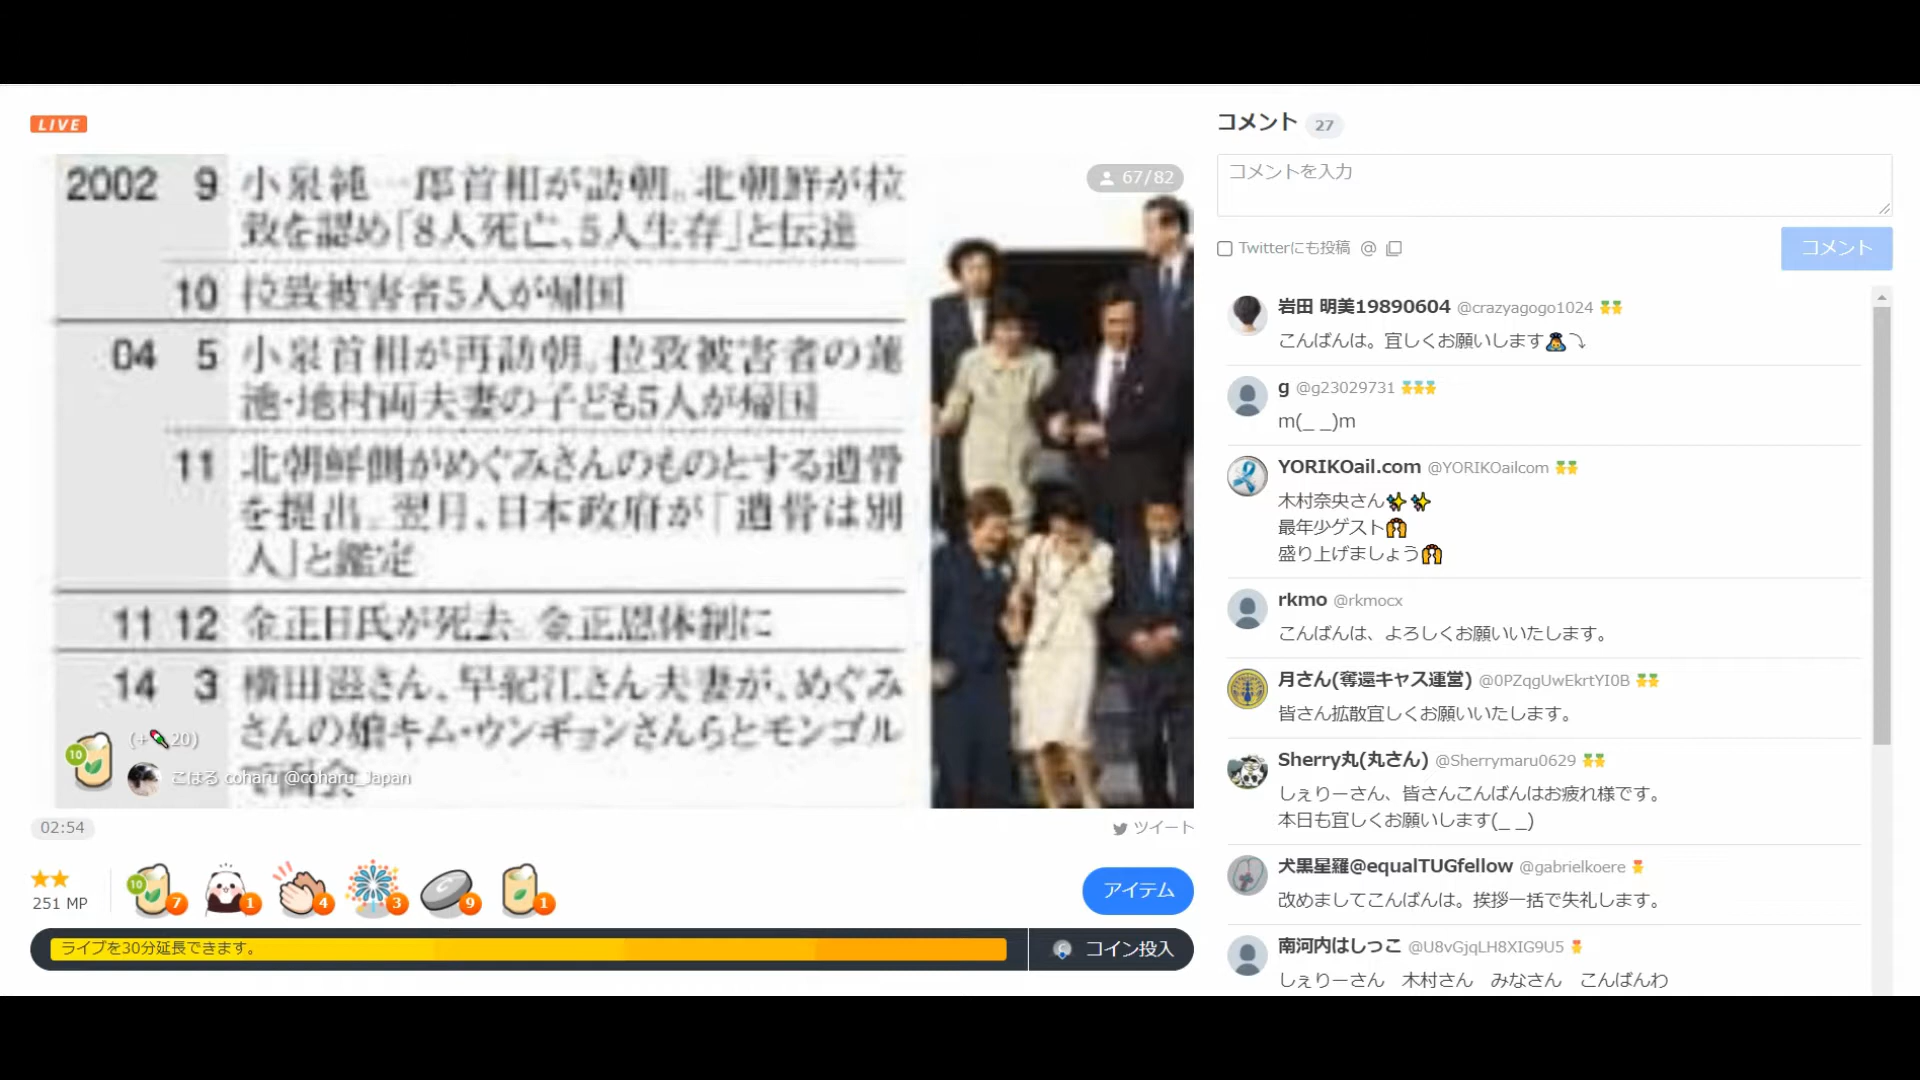 LIVE
2002 9 小泉純一郎首相が訪朝。北朝鮮が拉
致を認め「8人死亡、5人生存」と伝達
10 拉致被害者5人が帰国
04 5 小泉首相が再訪朝。拉致被害者の蓮
池・地村両夫妻の子ども5人が帰国
11 北朝鮮側がめぐみさんのものとする遺骨
を提出。翌月、日本政府が「遺骨は別
人」と鑑定
11 12 金正日氏が死去。金正恩体制に
14 3 横田滋さん、早紀江さん夫妻が、めぐみ
さんの娘キム・ウンギョンさんらとモンゴル
で面会
67/82
10
(+ 20)
こはる coharu @coharu_Japan
02:54
ツイート
251 MP
10 7 1 4 3 9 1
アイテム
ライブを30分延長できます。
コイン投入
コメント 27
コメントを入力
Twitterにも投稿 @
コメント
岩田 明美19890604 @crazyagogo1024
こんばんは。宜しくお願いします🙇⤵
g @g23029731
m(_ _)m
YORIKOail.com @YORIKOailcom
木村奈央さん✨✨
最年少ゲスト🙌
盛り上げましょう🙌
rkmo @rkmocx
こんばんは、よろしくお願いいたします。
月さん(奪還キャス運営) @0PZqgUwEkrtYI0B
皆さん拡散宜しくお願いいたします。
Sherry丸(丸さん) @Sherrymaru0629
しぇりーさん、皆さんこんばんはお疲れ様です。
本日も宜しくお願いします(_ _)
犬黒星羅@equalTUGfellow @gabrielkoere
改めましてこんばんは。挨拶一括で失礼します。
南河内はしっこ @U8vGjqLH8XIG9U5
しぇりーさん　木村さん　みなさん　こんばんわ